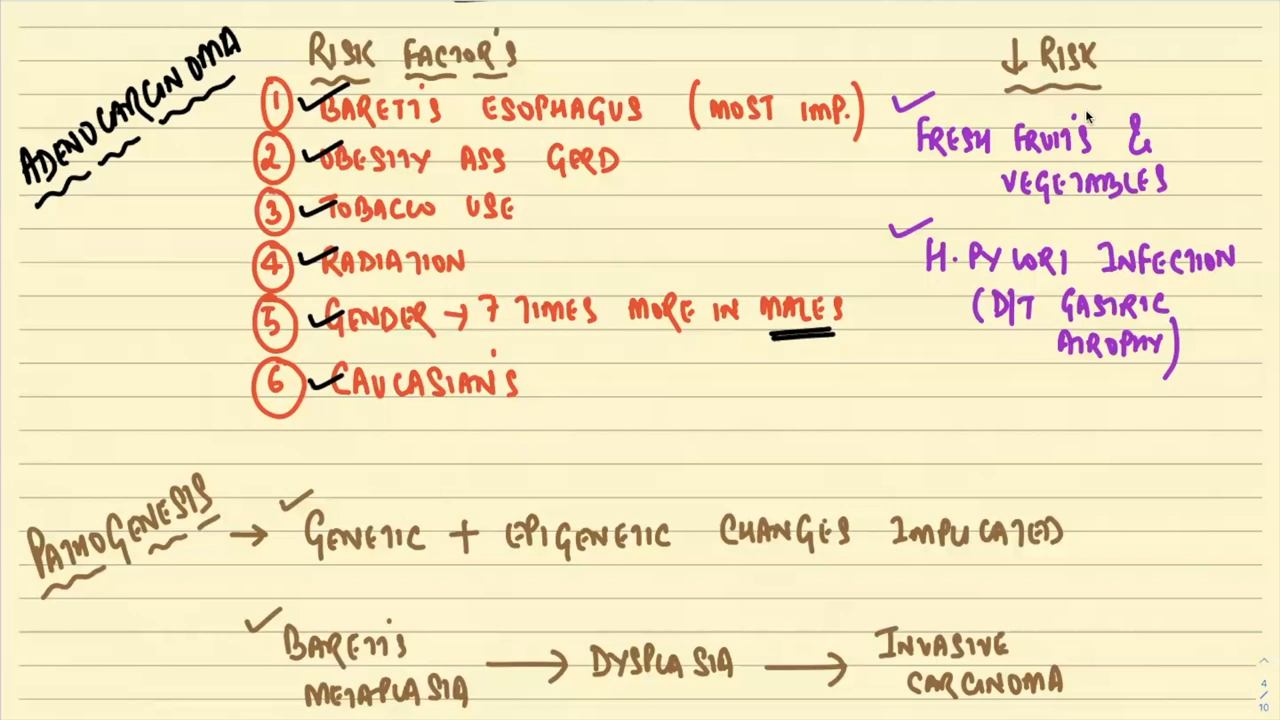 ADENOCARCINOMA
RISK FACTOR'S
① BARETT'S ESOPHAGUS (MOST IMP.)
② OBESITY ASS GERD
③ TOBACCO USE
④ RADIATION
⑤ GENDER → 7 TIMES MORE IN MALES
⑥ CAUCASIAN'S
↓ RISK
FRESH FRUIT'S &
VEGETABLES
H. PYLORI INFECTION
(D/T GASTRIC
ATROPHY)
PATHOGENESIS → GENETIC + EPIGENETIC CHANGES IMPLICATED
BARETT'S
METAPLASIA → DYSPLASIA → INVASIVE
CARCINOMA
4
/
10